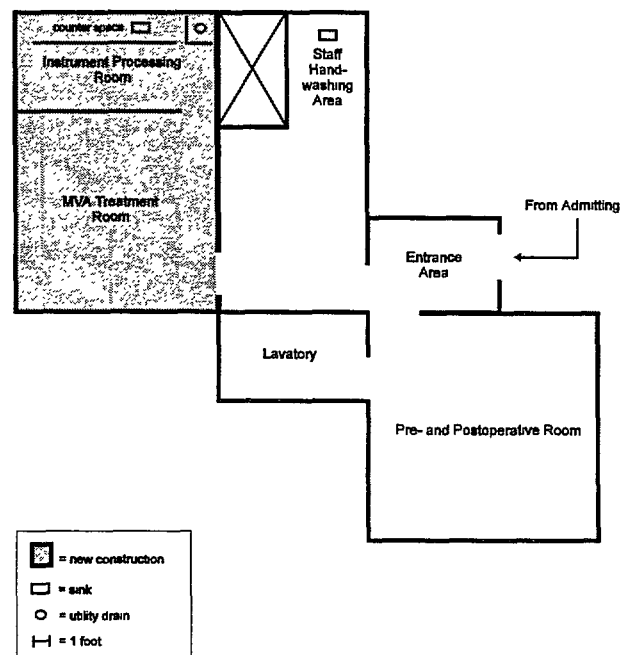 counter space
Instrument Processing
Room
Staff
Hand-
washing
Area
MVA Treatment
Room
From Admitting
Entrance
Area
Lavatory
Pre- and Postoperative Room
= new construction
= sink
= utility drain
= 1 foot